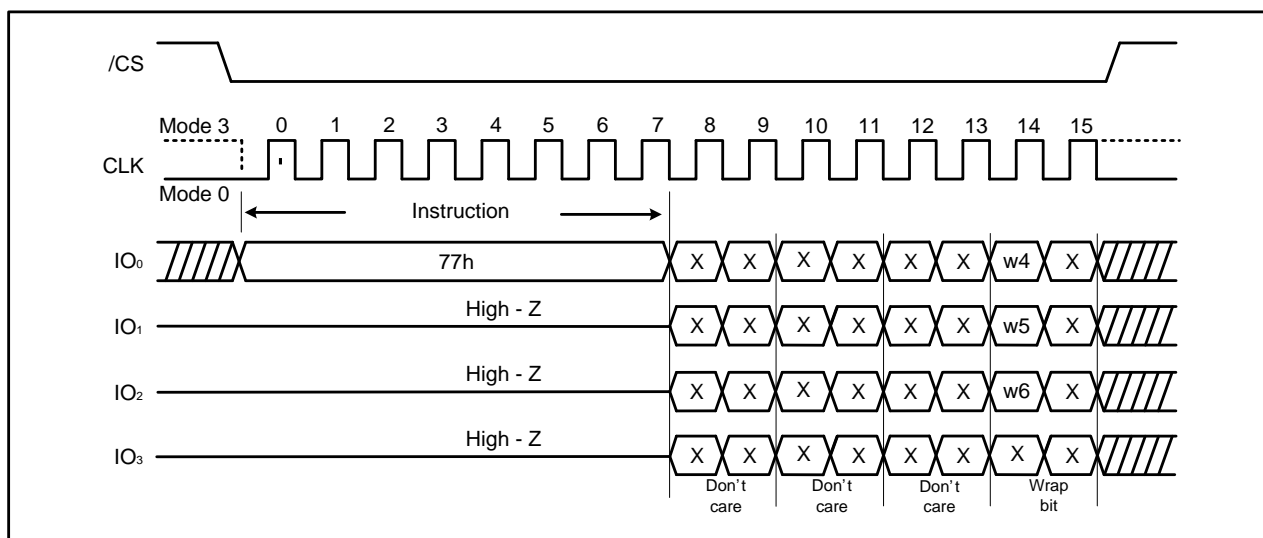 /CS
Mode 3 0 1 2 3 4 5 6 7 8 9 10 11 12 13 14 15
CLK
Mode 0
Instruction
IO₀ 77h X X X X X X w4 X
High - Z
IO₁ X X X X X X w5 X
High - Z
IO₂ X X X X X X w6 X
High - Z
IO₃ X X X X X X X X
Don't Don't Don't Wrap
care care care bit